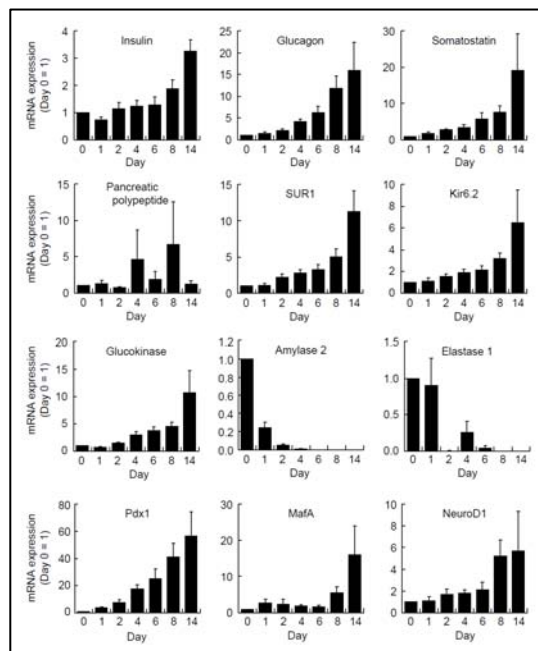 Insulin
mRNA expression
(Day 0 = 1)
4
3
2
1
0
0 1 2 4 6 8 14
Day
Glucagon
25
20
15
10
5
0
0 1 2 4 6 8 14
Day
Somatostatin
30
20
10
0
0 1 2 4 6 8 14
Day
Pancreatic
polypeptide
mRNA expression
(Day 0 = 1)
15
10
5
0
0 1 2 4 6 8 14
Day
SUR1
15
10
5
0
0 1 2 4 6 8 14
Day
Kir6.2
10
8
6
4
2
0
0 1 2 4 6 8 14
Day
Glucokinase
mRNA expression
(Day 0 = 1)
20
15
10
5
0
0 1 2 4 6 8 14
Day
Amylase 2
1.2
1.0
0.8
0.6
0.4
0.2
0.0
0 1 2 4 6 8 14
Day
Elastase 1
1.5
1.0
0.5
0.0
0 1 2 4 6 8 14
Day
Pdx1
mRNA expression
(Day 0 = 1)
80
60
40
20
0
0 1 2 4 6 8 14
Day
MafA
30
20
10
0
0 1 2 4 6 8 14
Day
NeuroD1
10
8
6
4
2
0
0 1 2 4 6 8 14
Day